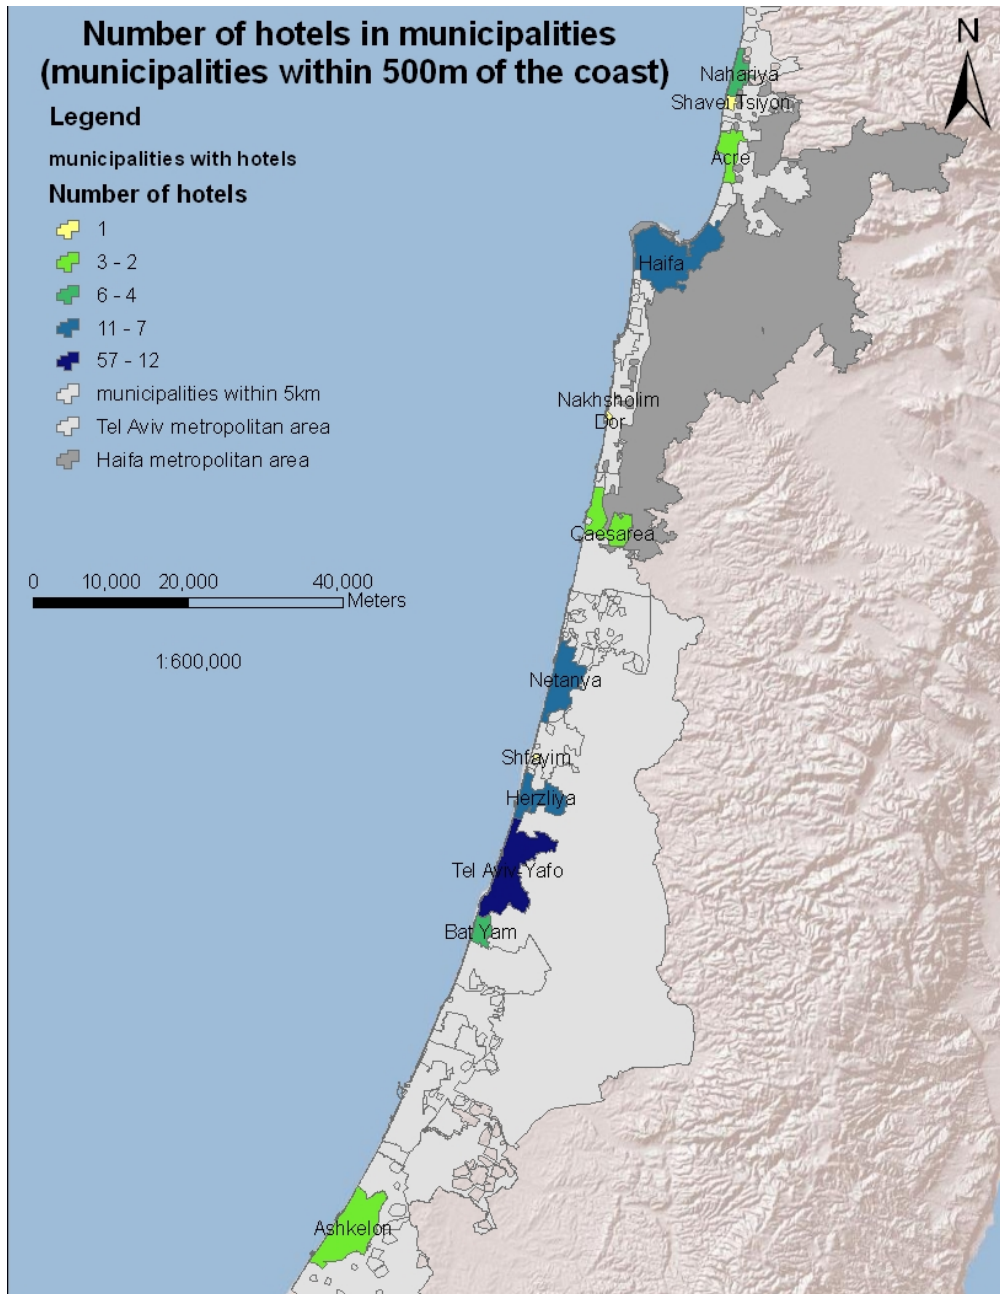 Number of hotels in municipalities
(municipalities within 500m of the coast)
N
Legend
municipalities with hotels
Number of hotels
1
3 - 2
6 - 4
11 - 7
57 - 12
municipalities within 5km
Tel Aviv metropolitan area
Haifa metropolitan area
0 10,000 20,000 40,000
Meters
1:600,000
Nahariya
Shavei Tsiyon
Acre
Haifa
Nakhsholim
Dor
Caesarea
Netanya
Shfayim
Herzliya
Tel Aviv-Yafo
Bat Yam
Ashkelon